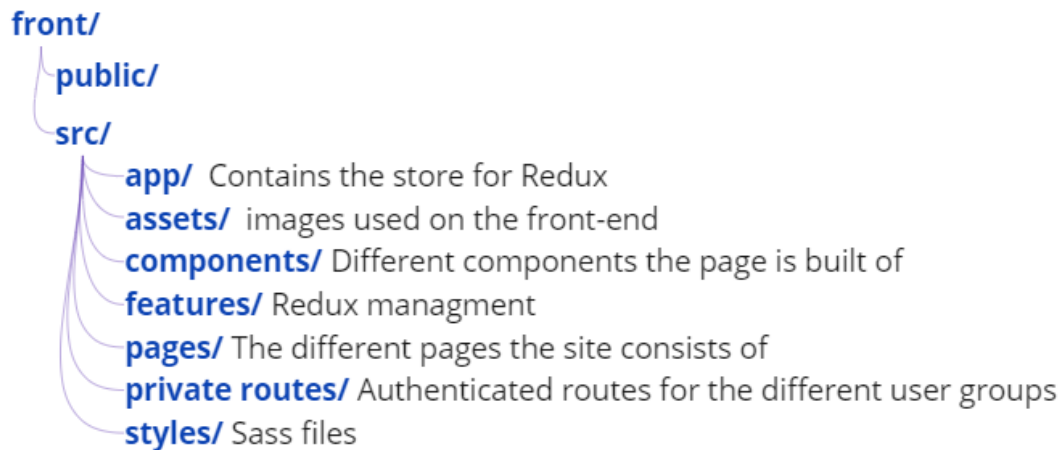 front/
public/
src/
app/ Contains the store for Redux
assets/ images used on the front-end
components/ Different components the page is built of
features/ Redux managment
pages/ The different pages the site consists of
private routes/ Authenticated routes for the different user groups
styles/ Sass files